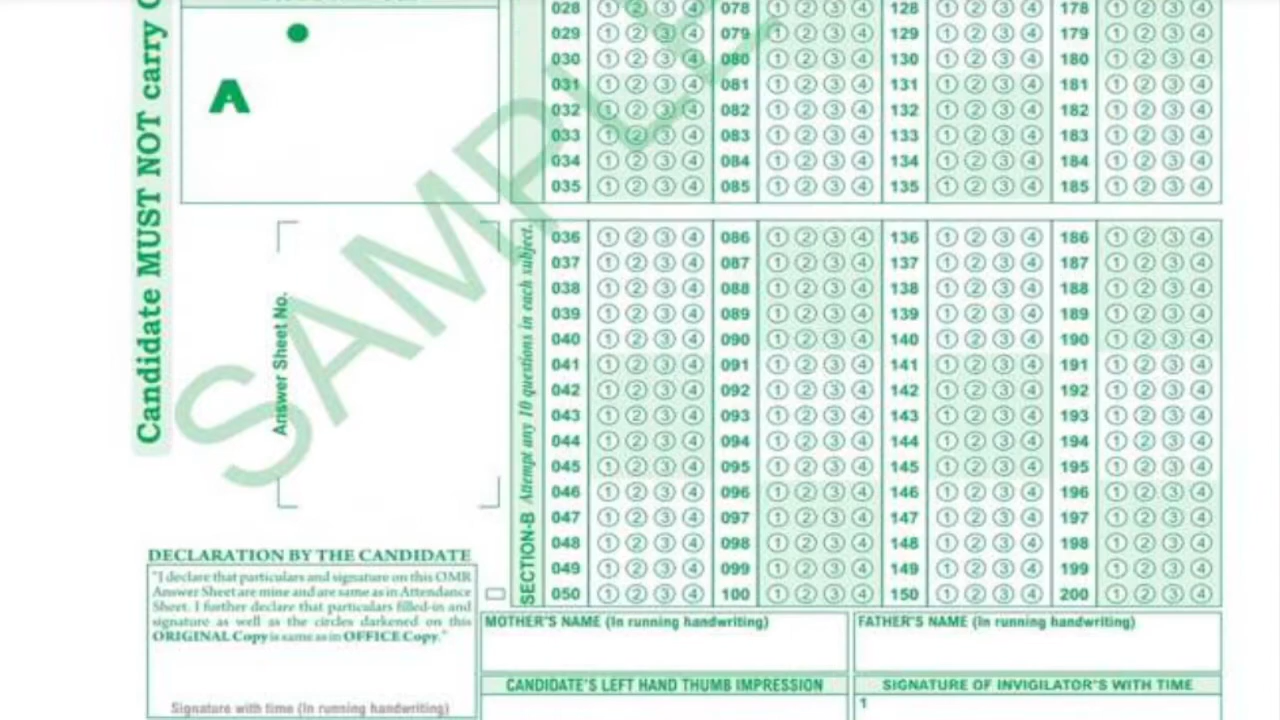 Candidate MUST NOT carry
A
SAMPLE
Answer Sheet No.
028 1 2 3 4 078 1 2 3 4 128 1 2 3 4 178 1 2 3 4
029 1 2 3 4 079 1 2 3 4 129 1 2 3 4 179 1 2 3 4
030 1 2 3 4 080 1 2 3 4 130 1 2 3 4 180 1 2 3 4
031 1 2 3 4 081 1 2 3 4 131 1 2 3 4 181 1 2 3 4
032 1 2 3 4 082 1 2 3 4 132 1 2 3 4 182 1 2 3 4
033 1 2 3 4 083 1 2 3 4 133 1 2 3 4 183 1 2 3 4
034 1 2 3 4 084 1 2 3 4 134 1 2 3 4 184 1 2 3 4
035 1 2 3 4 085 1 2 3 4 135 1 2 3 4 185 1 2 3 4
SECTION-B Attempt any 10 questions in each subject.
036 1 2 3 4 086 1 2 3 4 136 1 2 3 4 186 1 2 3 4
037 1 2 3 4 087 1 2 3 4 137 1 2 3 4 187 1 2 3 4
038 1 2 3 4 088 1 2 3 4 138 1 2 3 4 188 1 2 3 4
039 1 2 3 4 089 1 2 3 4 139 1 2 3 4 189 1 2 3 4
040 1 2 3 4 090 1 2 3 4 140 1 2 3 4 190 1 2 3 4
041 1 2 3 4 091 1 2 3 4 141 1 2 3 4 191 1 2 3 4
042 1 2 3 4 092 1 2 3 4 142 1 2 3 4 192 1 2 3 4
043 1 2 3 4 093 1 2 3 4 143 1 2 3 4 193 1 2 3 4
044 1 2 3 4 094 1 2 3 4 144 1 2 3 4 194 1 2 3 4
045 1 2 3 4 095 1 2 3 4 145 1 2 3 4 195 1 2 3 4
046 1 2 3 4 096 1 2 3 4 146 1 2 3 4 196 1 2 3 4
047 1 2 3 4 097 1 2 3 4 147 1 2 3 4 197 1 2 3 4
048 1 2 3 4 098 1 2 3 4 148 1 2 3 4 198 1 2 3 4
049 1 2 3 4 099 1 2 3 4 149 1 2 3 4 199 1 2 3 4
050 1 2 3 4 100 1 2 3 4 150 1 2 3 4 200 1 2 3 4
DECLARATION BY THE CANDIDATE
"I declare that particulars and signature on this OMR
Answer Sheet are mine and are same as in Attendance
Sheet. I further declare that particulars filled-in and
signature as well as the circles darkened on this
ORIGINAL Copy is same as in OFFICE Copy."
Signature with time (In running handwriting)
MOTHER'S NAME (In running handwriting)
FATHER'S NAME (In running handwriting)
CANDIDATE'S LEFT HAND THUMB IMPRESSION
SIGNATURE OF INVIGILATOR"S WITH TIME
1